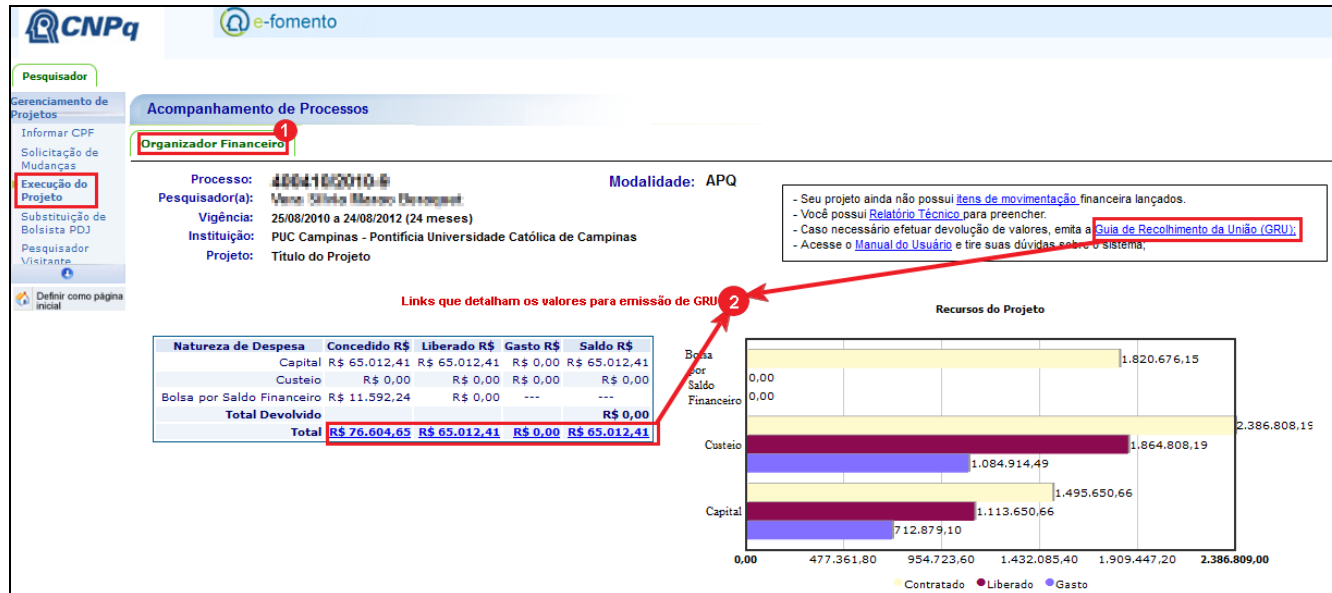 CNPq
e-fomento
Pesquisador
Gerenciamento de
Projetos
Informar CPF
Solicitação de
Mudanças
Execução do
Projeto
Substituição de
Bolsista PDJ
Pesquisador
Visitante
Definir como página
inicial
Acompanhamento de Processos
1
Organizador Financeiro
Processo:
Modalidade: APQ
Pesquisador(a):
Vigência: 25/08/2010 a 24/08/2012 (24 meses)
Instituição: PUC Campinas - Pontifícia Universidade Católica de Campinas
Projeto: Título do Projeto
- Seu projeto ainda não possui itens de movimentação financeira lançados.
- Você possui Relatório Técnico para preencher.
- Caso necessário efetuar devolução de valores, emita a Guia de Recolhimento da União (GRU);
- Acesse o Manual do Usuário e tire suas dúvidas sobre o sistema;
Links que detalham os valores para emissão de GRU 2
Natureza de Despesa Concedido R$ Liberado R$ Gasto R$ Saldo R$
Capital R$ 65.012,41 R$ 65.012,41 R$ 0,00 R$ 65.012,41
Custeio R$ 0,00 R$ 0,00 R$ 0,00 R$ 0,00
Bolsa por Saldo Financeiro R$ 11.592,24 R$ 0,00 --- ---
Total Devolvido R$ 0,00
Total R$ 76.604,65 R$ 65.012,41 R$ 0,00 R$ 65.012,41
Recursos do Projeto
Bolsa
por
Saldo
Financeiro
1.820.676,15
0,00
0,00
Custeio
2.386.808,19
1.864.808,19
1.084.914,49
Capital
1.495.650,66
1.113.650,66
712.879,10
0,00 477.361,80 954.723,60 1.432.085,40 1.909.447,20 2.386.809,00
Contratado Liberado Gasto